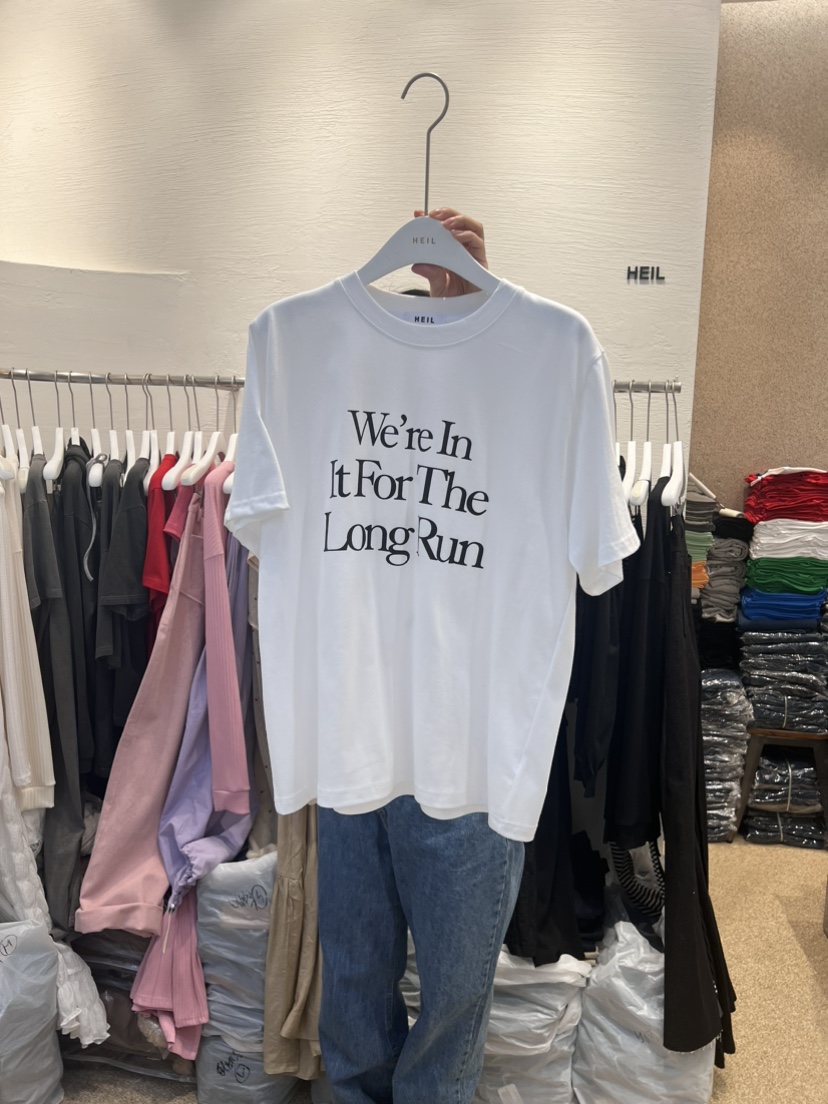 HEIL
HEIL
HEIL
We're In
It For The
Long Run